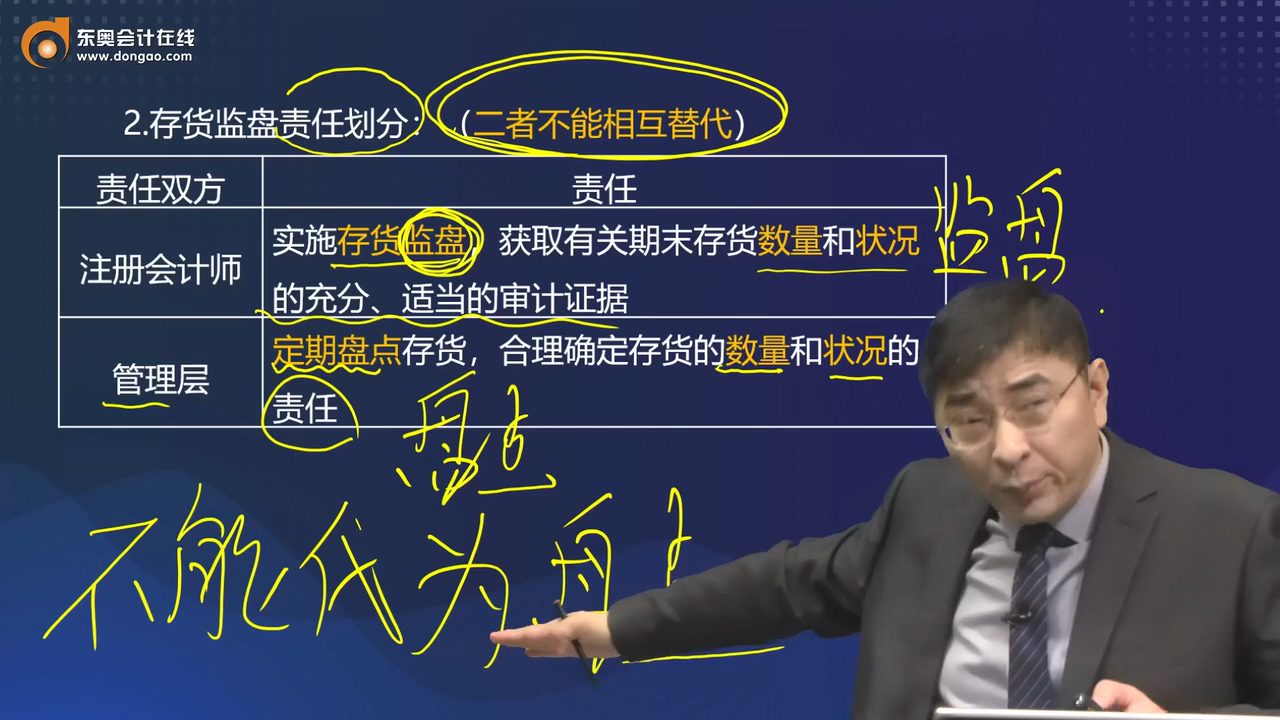 东奥会计在线
www.dongao.com
2.存货监盘责任划分：（二者不能相互替代）
责任双方 责任
注册会计师 实施存货监盘，获取有关期末存货数量和状况
的充分、适当的审计证据
监盘
管理层 定期盘点存货，合理确定存货的数量和状况的
责任
盘点
不能代为盘点